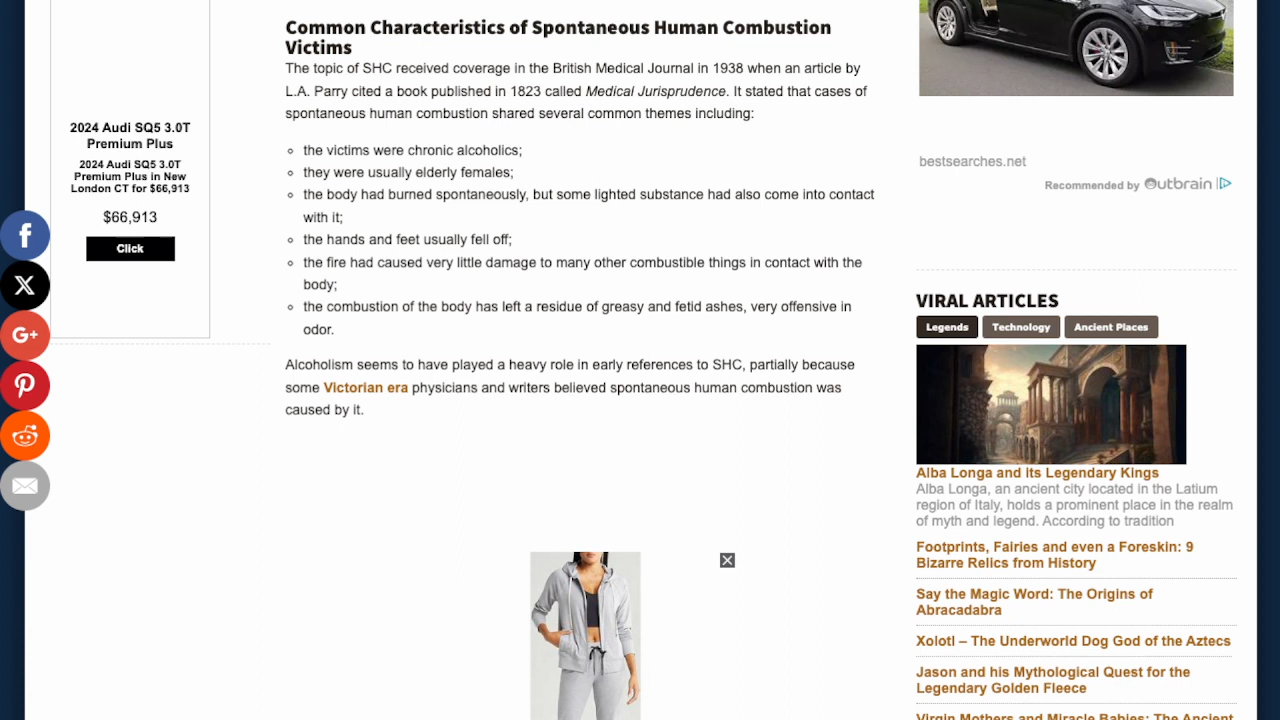 Common Characteristics of Spontaneous Human Combustion
Victims
The topic of SHC received coverage in the British Medical Journal in 1938 when an article by
L.A. Parry cited a book published in 1823 called Medical Jurisprudence. It stated that cases of
spontaneous human combustion shared several common themes including:
the victims were chronic alcoholics;
they were usually elderly females;
the body had burned spontaneously, but some lighted substance had also come into contact
with it;
the hands and feet usually fell off;
the fire had caused very little damage to many other combustible things in contact with the
body;
the combustion of the body has left a residue of greasy and fetid ashes, very offensive in
odor.
Alcoholism seems to have played a heavy role in early references to SHC, partially because
some Victorian era physicians and writers believed spontaneous human combustion was
caused by it.
2024 Audi SQ5 3.0T
Premium Plus
2024 Audi SQ5 3.0T
Premium Plus in New
London CT for $66,913
$66,913
Click
bestsearches.net
Recommended by Outbrain
VIRAL ARTICLES
Legends Technology Ancient Places
Alba Longa and its Legendary Kings
Alba Longa, an ancient city located in the Latium
region of Italy, holds a prominent place in the realm
of myth and legend. According to tradition
Footprints, Fairies and even a Foreskin: 9
Bizarre Relics from History
Say the Magic Word: The Origins of
Abracadabra
Xolotl – The Underworld Dog God of the Aztecs
Jason and his Mythological Quest for the
Legendary Golden Fleece
Virgin Mothers and Miracle Babies: The Ancient